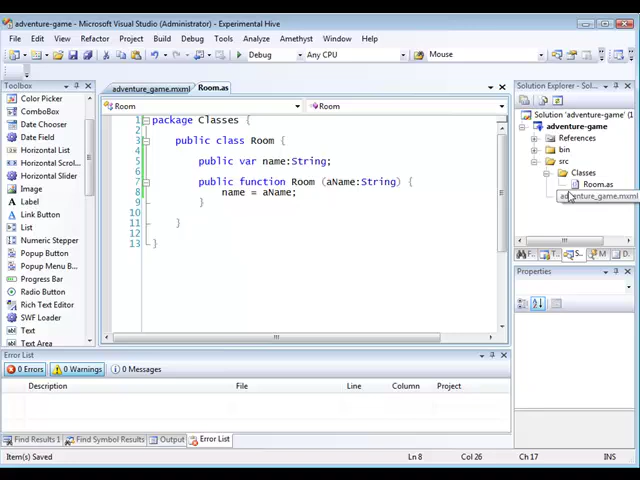 adventure-game - Microsoft Visual Studio (Administrator) - Experimental Hive
File Edit View Refactor Project Build Debug Tools Analyze Amethyst Window Help
Debug Any CPU Mouse
Toolbox
adventure_game.mxml Room.as
Solution Explorer - Solu...
Room Room
Color Picker
ComboBox
Date Chooser
Date Field
Horizontal List
Horizontal Scrol...
Horizontal Slider
Image
Label
Link Button
List
Numeric Stepper
Popup Button
Popup Menu B...
Progress Bar
Radio Button
Rich Text Editor
SWF Loader
Text
Text Area
1 package Classes {
2
3 public class Room {
4
5 public var name:String;
6
7 public function Room (aName:String) {
8 name = aName;
9 }
10
11 }
12
13 }
Solution 'adventure-game' (1
adventure-game
References
bin
src
Classes
Room.as
adventure_game.mxml
F... T... S... M D...
Properties
Error List
0 Errors 0 Warnings 0 Messages
Description File Line Column Project
Find Results 1 Find Symbol Results Output Error List
Item(s) Saved Ln 8 Col 26 Ch 17 INS